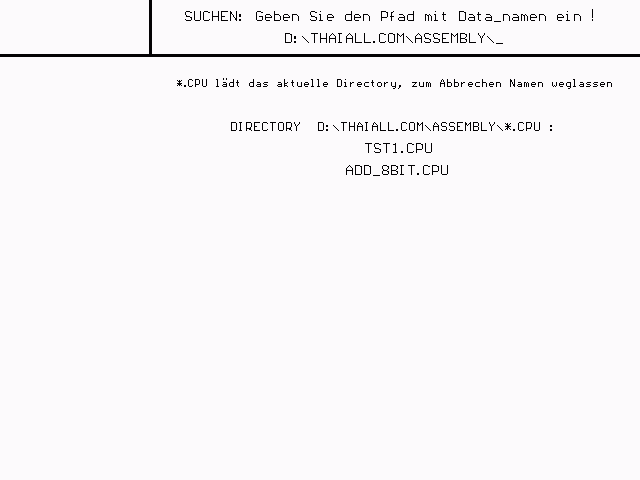 SUCHEN: Geben Sie den Pfad mit Data_namen ein !
D:\THAIALL.COM\ASSEMBLY\_
*.CPU lädt das aktuelle Directory, zum Abbrechen Namen weglassen
DIRECTORY D:\THAIALL.COM\ASSEMBLY\*.CPU :
TST1.CPU
ADD_8BIT.CPU